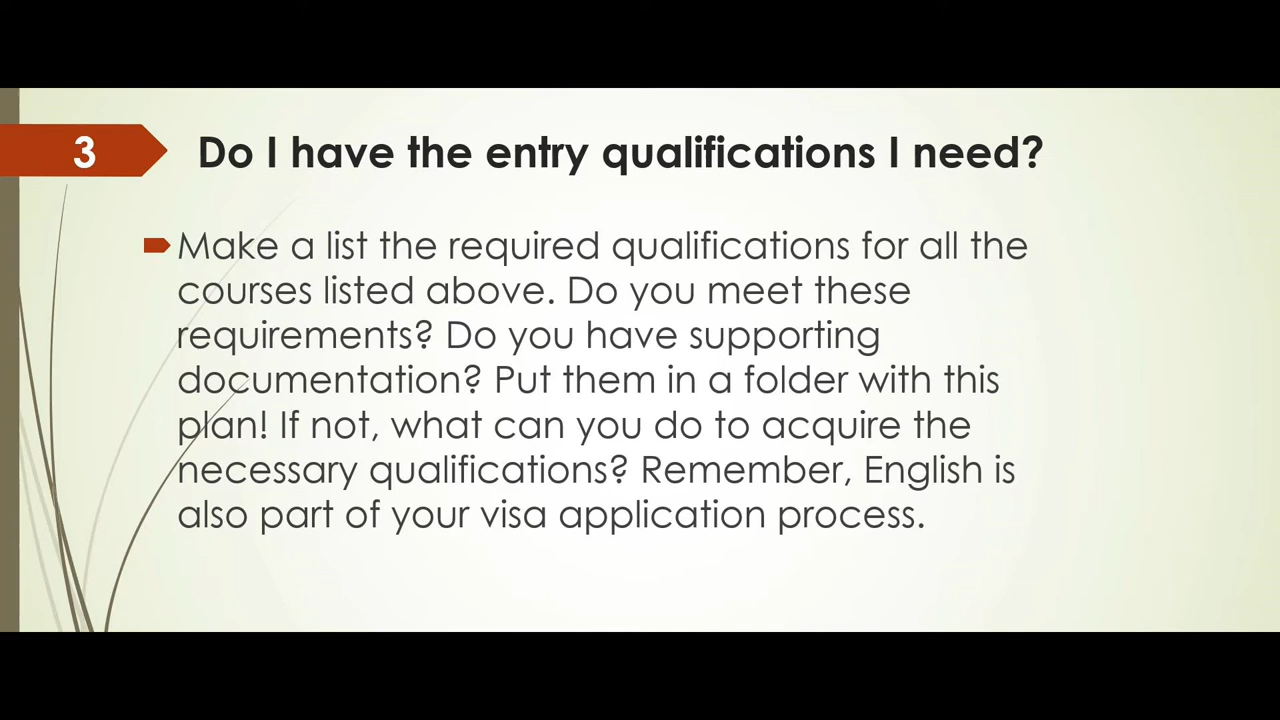 3
Do I have the entry qualifications I need?
Make a list the required qualifications for all the
courses listed above. Do you meet these
requirements? Do you have supporting
documentation? Put them in a folder with this
plan! If not, what can you do to acquire the
necessary qualifications? Remember, English is
also part of your visa application process.